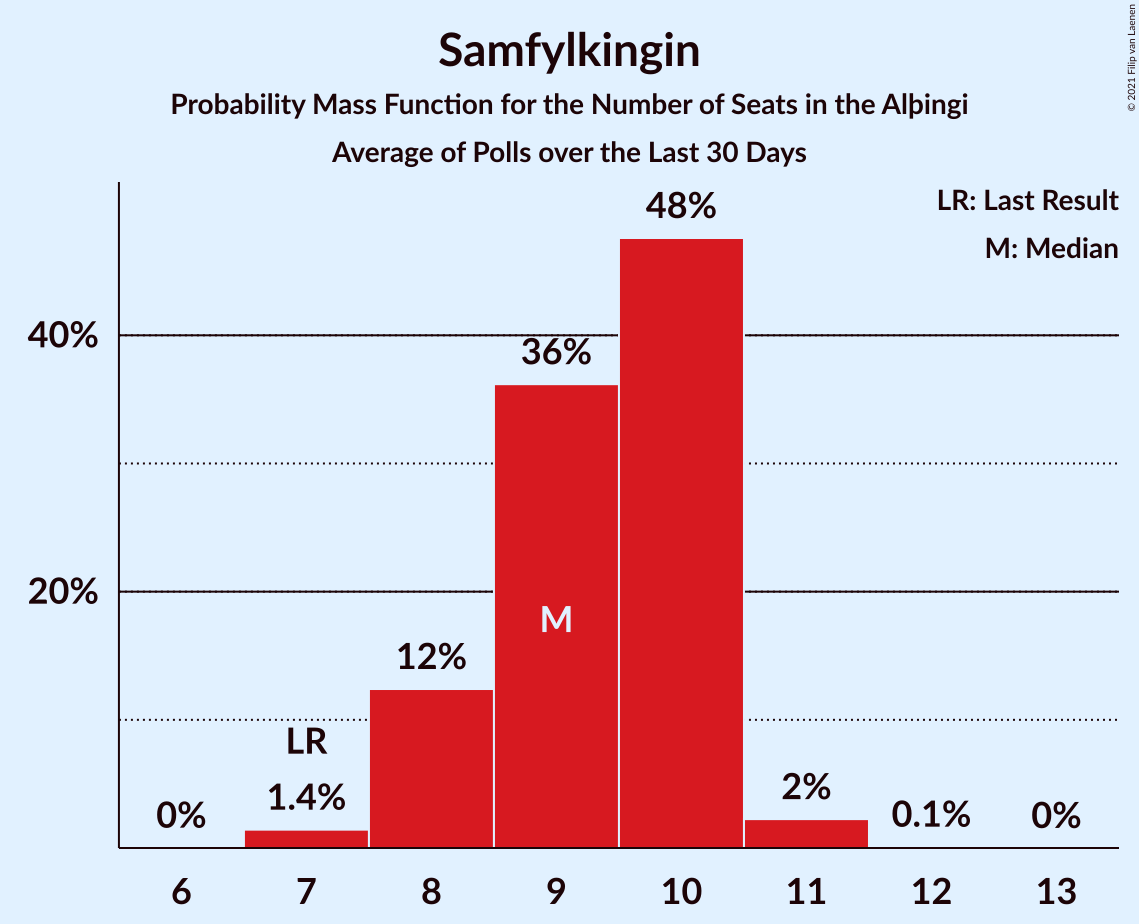 Samfylkingin
Probability Mass Function for the Number of Seats in the Alþingi
Average of Polls over the Last 30 Days
© 2021 Filip van Laenen
LR: Last Result
M: Median
48%
40%
36%
20%
M
12%
LR
1.4%
0%
2%
0.1%
0%
6 7 8 9 10 11 12 13